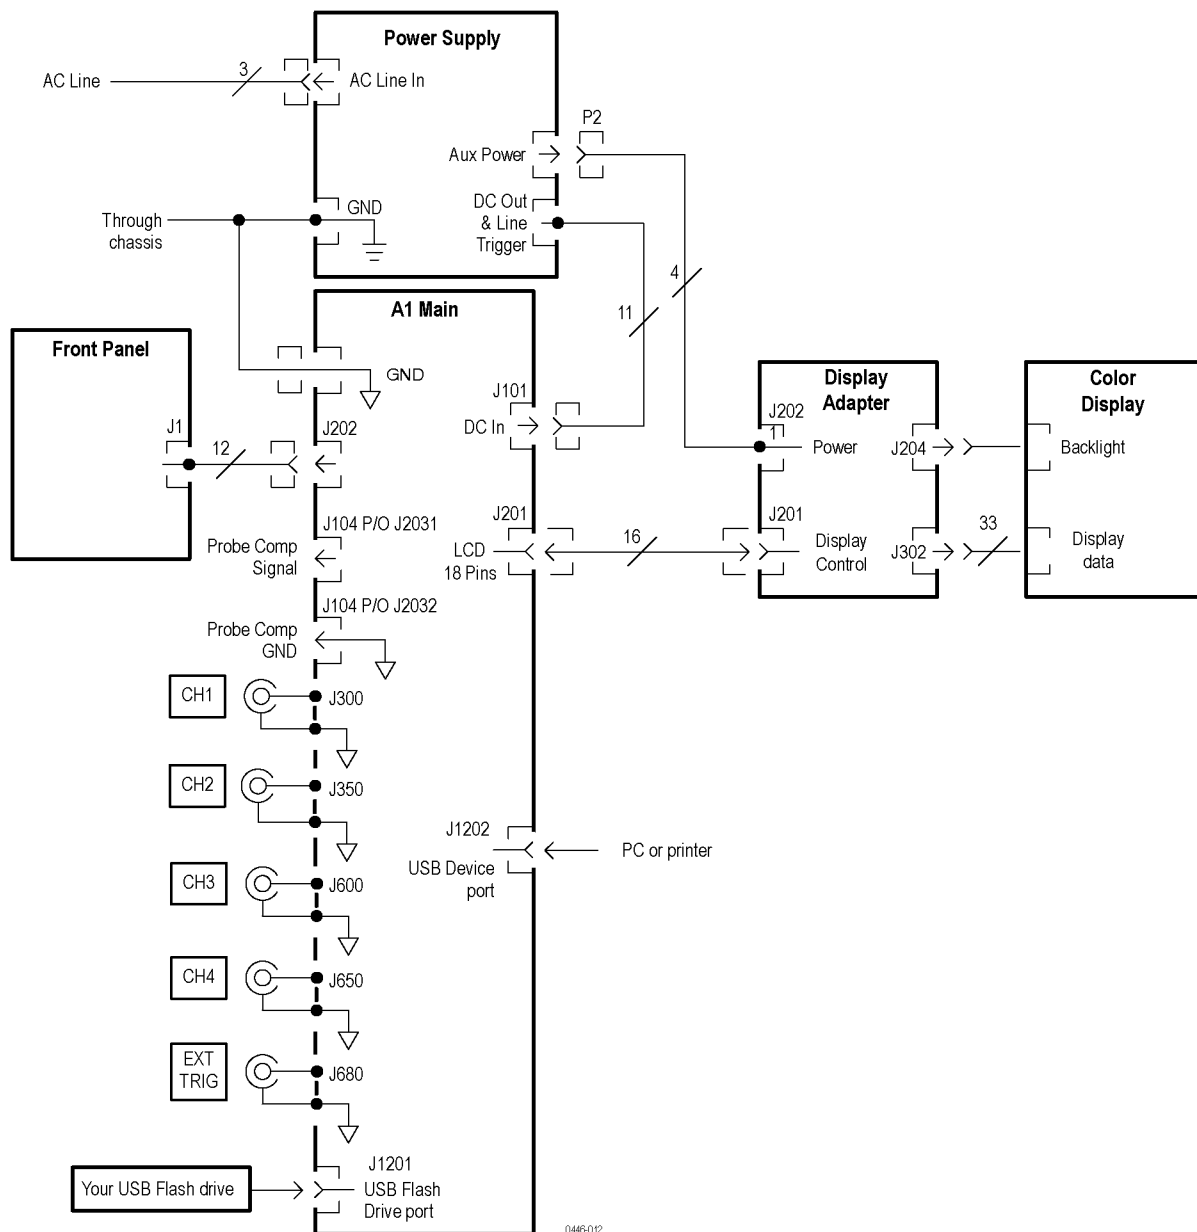 Power Supply
3
AC Line
AC Line In
P2
Aux Power
GND
DC Out
& Line
Trigger
Through
chassis
4
11
A1 Main
Front Panel
GND
J101
DC In
Display
Adapter
Color
Display
J1
12
J202
J202
1
Power
J204
Backlight
J104 P/O J2031
Probe Comp
Signal
J201
LCD
18 Pins
16
J201
Display
Control
J302
33
Display
data
J104 P/O J2032
Probe Comp
GND
CH1
J300
CH2
J350
J1202
USB Device
port
PC or printer
CH3
J600
CH4
J650
EXT
TRIG
J680
J1201
Your USB Flash drive
USB Flash
Drive port
0446-012